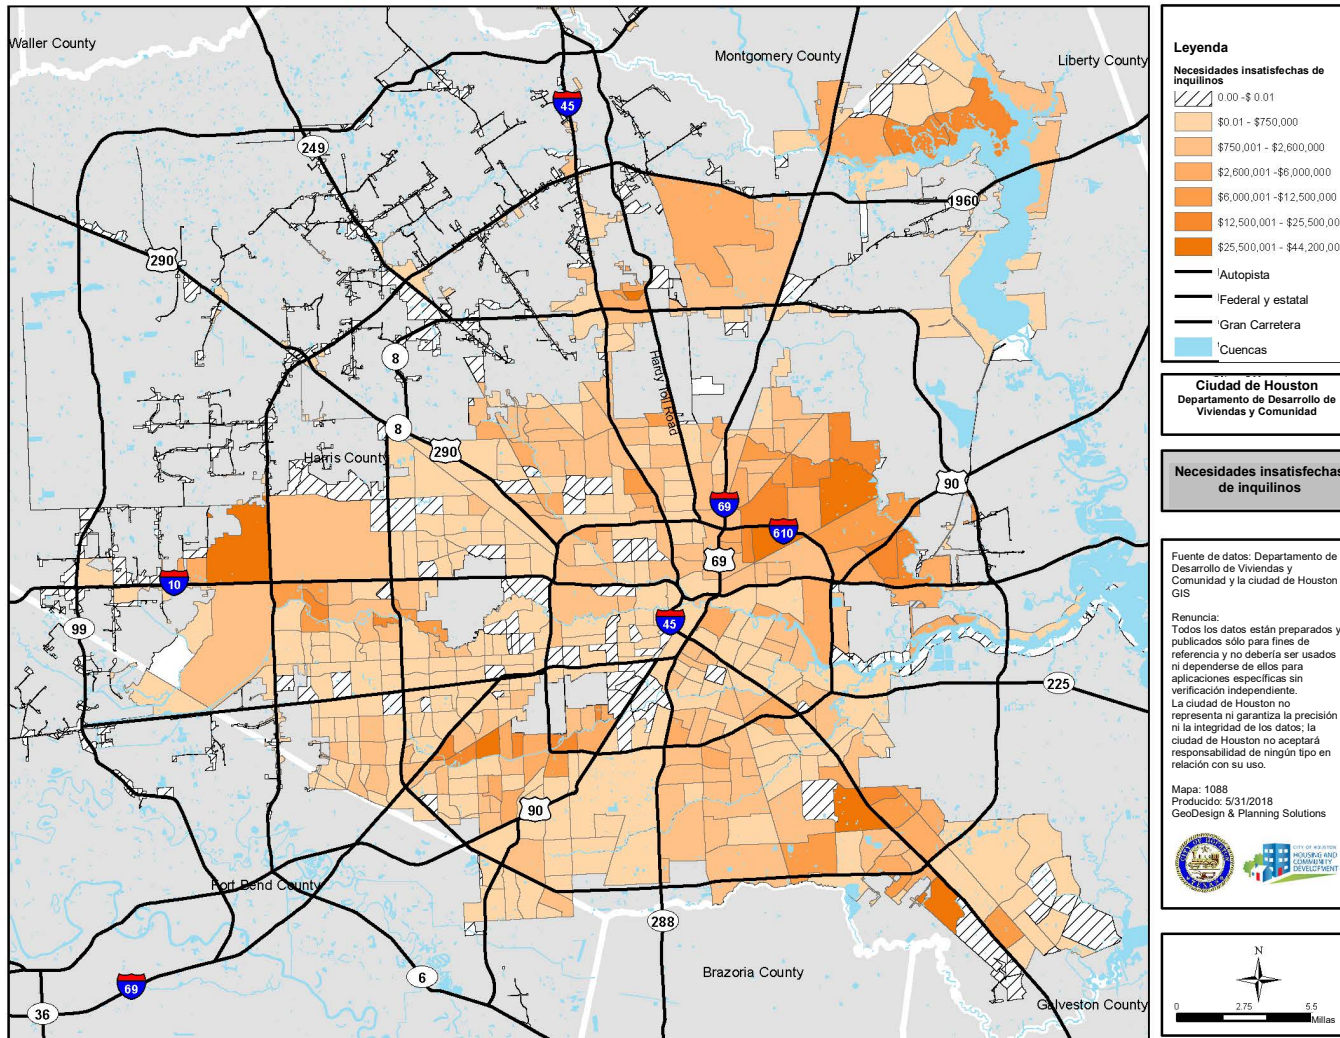 Waller County
Montgomery County
Liberty County
45
249
1960
290
8
Hardy Toll Road
8
290
Harris County
90
69
610
69
10
45
99
225
90
Fort Bend County
288
6
Brazoria County
69
36
Galveston County
Leyenda
Necesidades insatisfechas de
inquilinos
0.00 -$ 0.01
$0.01 - $750,000
$750,001 - $2,600,000
$2,600,001 -$6,000,000
$6,000,001 -$12,500,000
$12,500,001 - $25,500,00
$25,500,001 - $44,200,00
Autopista
Federal y estatal
Gran Carretera
Cuencas
Ciudad de Houston
Departamento de Desarrollo de
Viviendas y Comunidad
Necesidades insatisfechas
de inquilinos
Fuente de datos: Departamento de
Desarrollo de Viviendas y
Comunidad y la ciudad de Houston
GIS
Renuncia:
Todos los datos están preparados y
publicados sólo para fines de
referencia y no debería ser usados
ni dependerse de ellos para
aplicaciones específicas sin
verificación independiente.
La ciudad de Houston no
representa ni garantiza la precisión
ni la integridad de los datos; la
ciudad de Houston no aceptará
responsabilidad de ningún tipo en
relación con su uso.
Mapa: 1088
Producido: 5/31/2018
GeoDesign & Planning Solutions
CITY OF HOUSTON
HOUSING AND
COMMUNITY
DEVELOPMENT
N
0 2.75 5.5
Millas